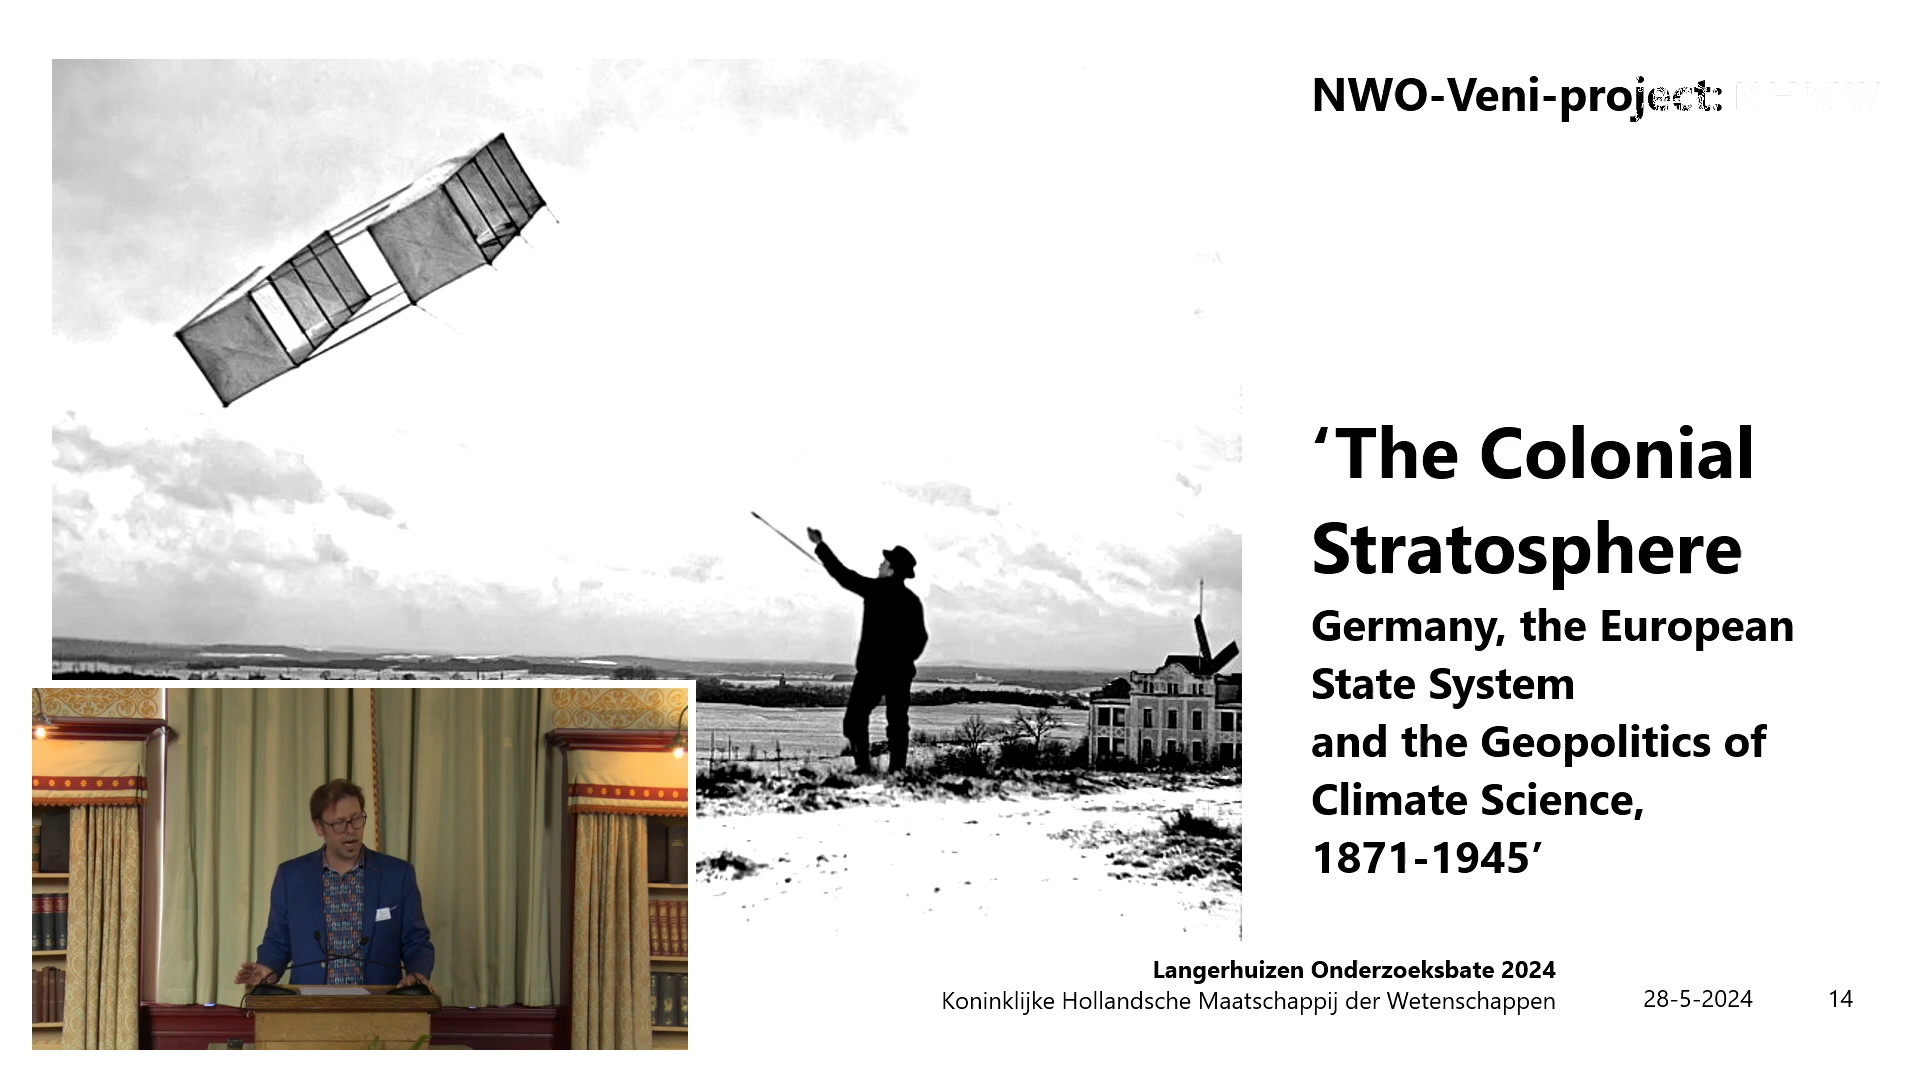 NWO-Veni-project:
‘The Colonial
Stratosphere
Germany, the European
State System
and the Geopolitics of
Climate Science,
1871-1945’
Langerhuizen Onderzoeksbate 2024
Koninklijke Hollandsche Maatschappij der Wetenschappen
28-5-2024
14